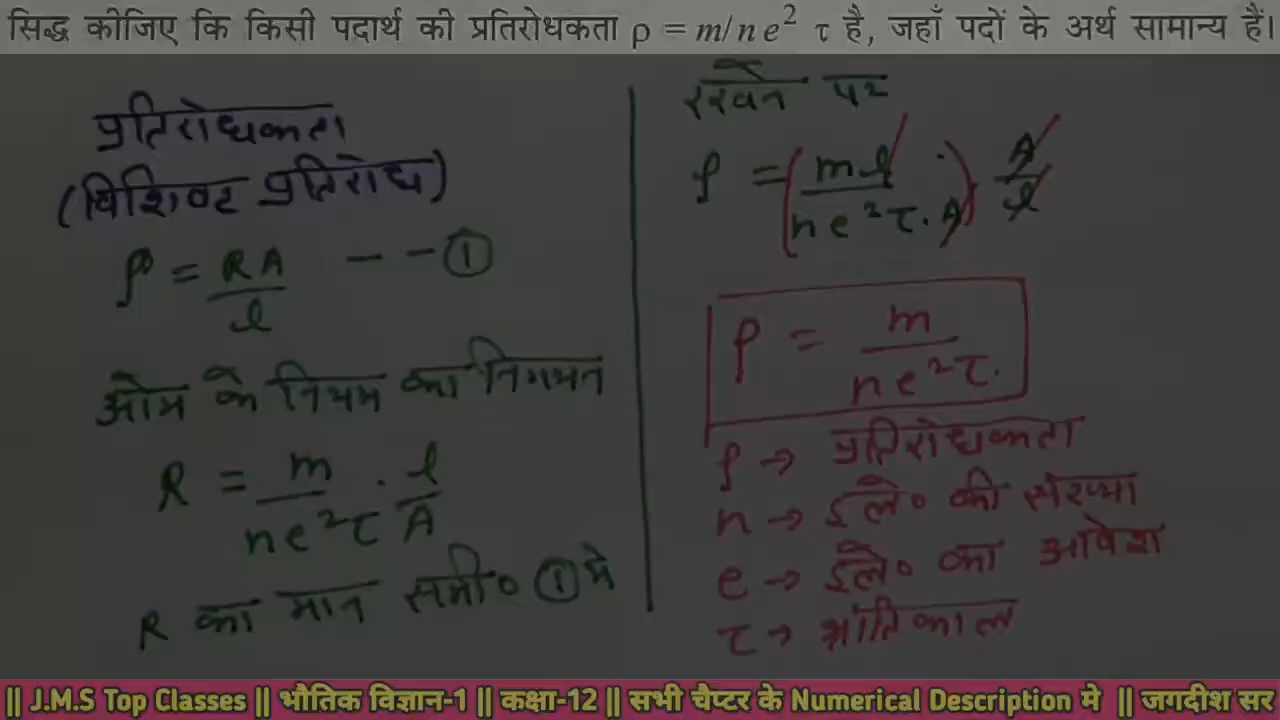 सिद्ध कीजिए कि किसी पदार्थ की प्रतिरोधकता ρ = m/ne² τ है, जहाँ पदों के अर्थ सामान्य हैं।
प्रतिरोधकता
(विशिष्ट प्रतिरोध)
ρ = RA/l -- ①
ओम के नियम का निगमन
R = m/ne²τ · l/A
R का मान समी० ① मे
रखने पर
ρ = (ml/ne²τ.A) · A/l
ρ = m/ne²τ.
ρ → प्रतिरोधकता
n → इले० की संख्या
e → इले० का आवेश
τ → श्रांतिकाल
|| J.M.S Top Classes || भौतिक विज्ञान-1 || कक्षा-12 || सभी चैप्टर के Numerical Description मे || जगदीश सर